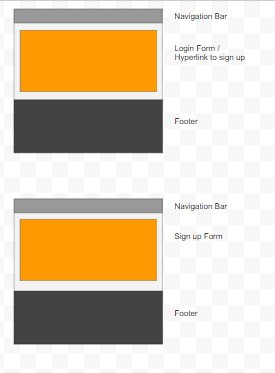 Navigation Bar
Login Form /
Hyperlink to sign up
Footer
Navigation Bar
Sign up Form
Footer